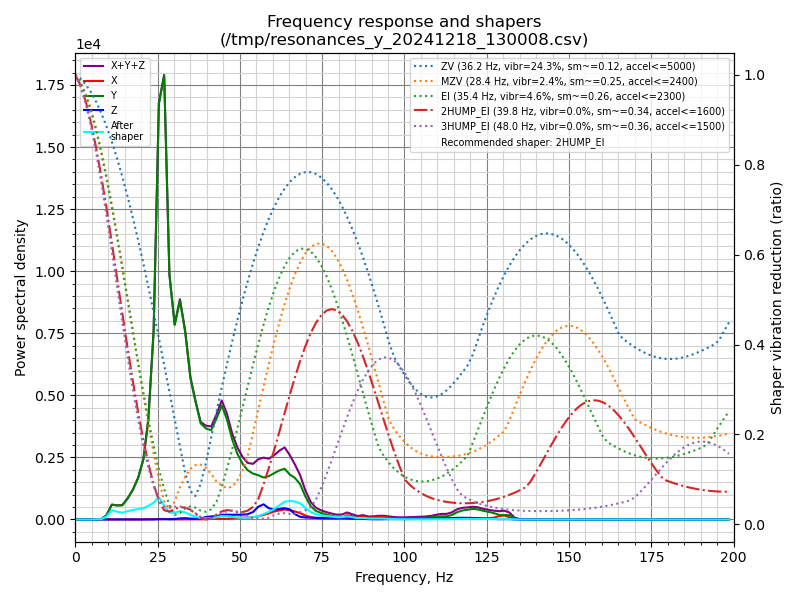 Frequency response and shapers
(/tmp/resonances_y_20241218_130008.csv)
1e4
X+Y+Z
X
Y
Z
After
shaper
ZV (36.2 Hz, vibr=24.3%, sm~=0.12, accel<=5000)
MZV (28.4 Hz, vibr=2.4%, sm~=0.25, accel<=2400)
EI (35.4 Hz, vibr=4.6%, sm~=0.26, accel<=2300)
2HUMP_EI (39.8 Hz, vibr=0.0%, sm~=0.34, accel<=1600)
3HUMP_EI (48.0 Hz, vibr=0.0%, sm~=0.36, accel<=1500)
Recommended shaper: 2HUMP_EI
Power spectral density
1.75
1.50
1.25
1.00
0.75
0.50
0.25
0.00
1.0
0.8
0.6
0.4
0.2
0.0
Shaper vibration reduction (ratio)
0
25
50
75
100
125
150
175
200
Frequency, Hz